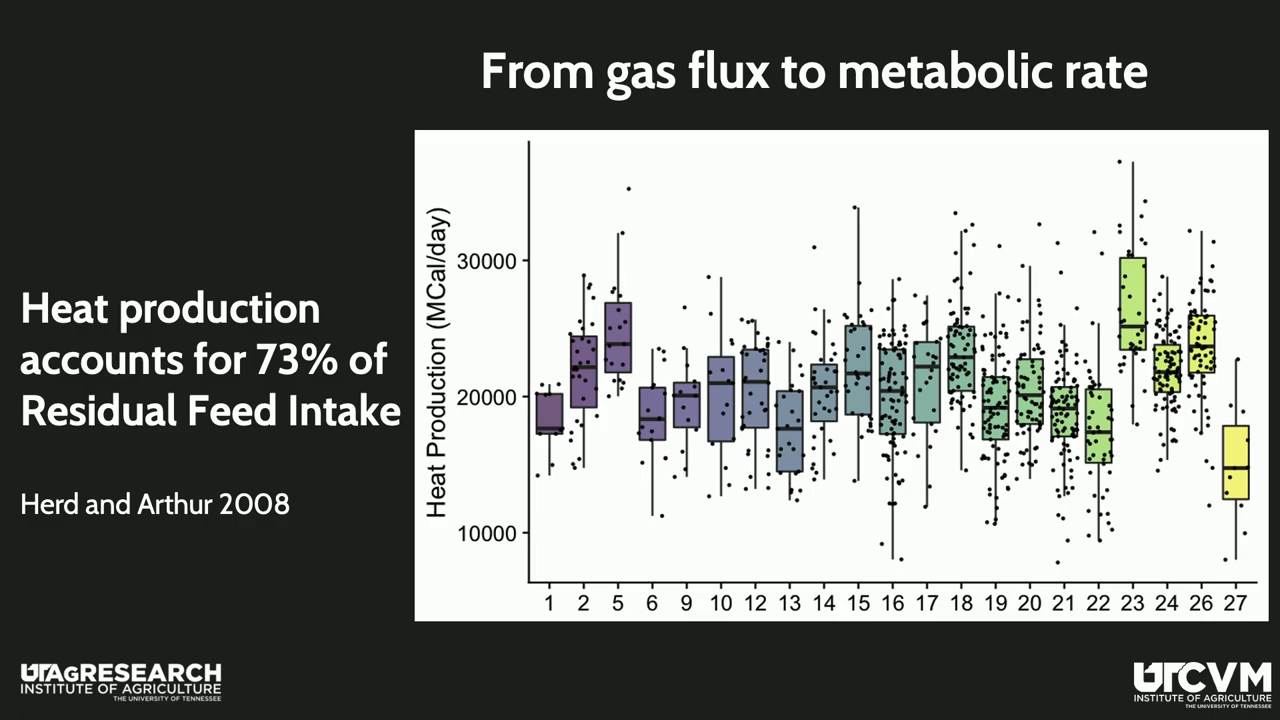 From gas flux to metabolic rate
Heat production
accounts for 73% of
Residual Feed Intake
Herd and Arthur 2008
Heat Production (MCal/day)
30000
20000
10000
1 2 5 6 9 10 12 13 14 15 16 17 18 19 20 21 22 23 24 26 27
UTAgRESEARCH
INSTITUTE OF AGRICULTURE
THE UNIVERSITY OF TENNESSEE
UTCVM
INSTITUTE OF AGRICULTURE
THE UNIVERSITY OF TENNESSEE